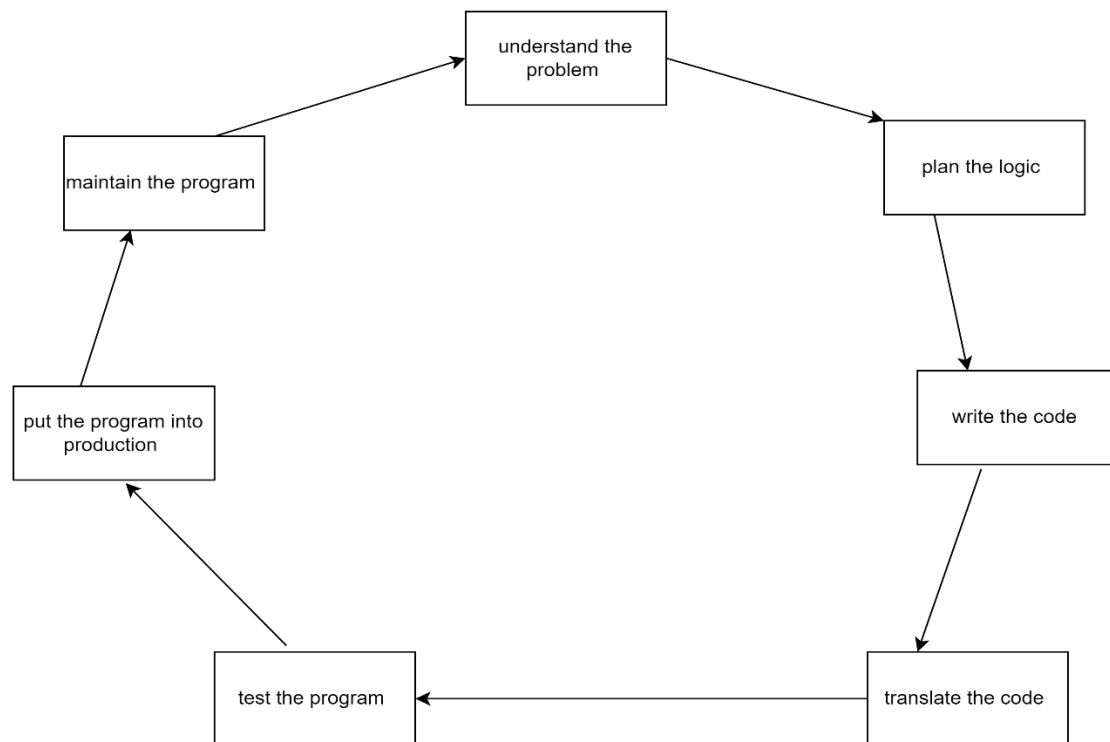 understand the
problem
plan the logic
write the code
translate the code
test the program
put the program into
production
maintain the program